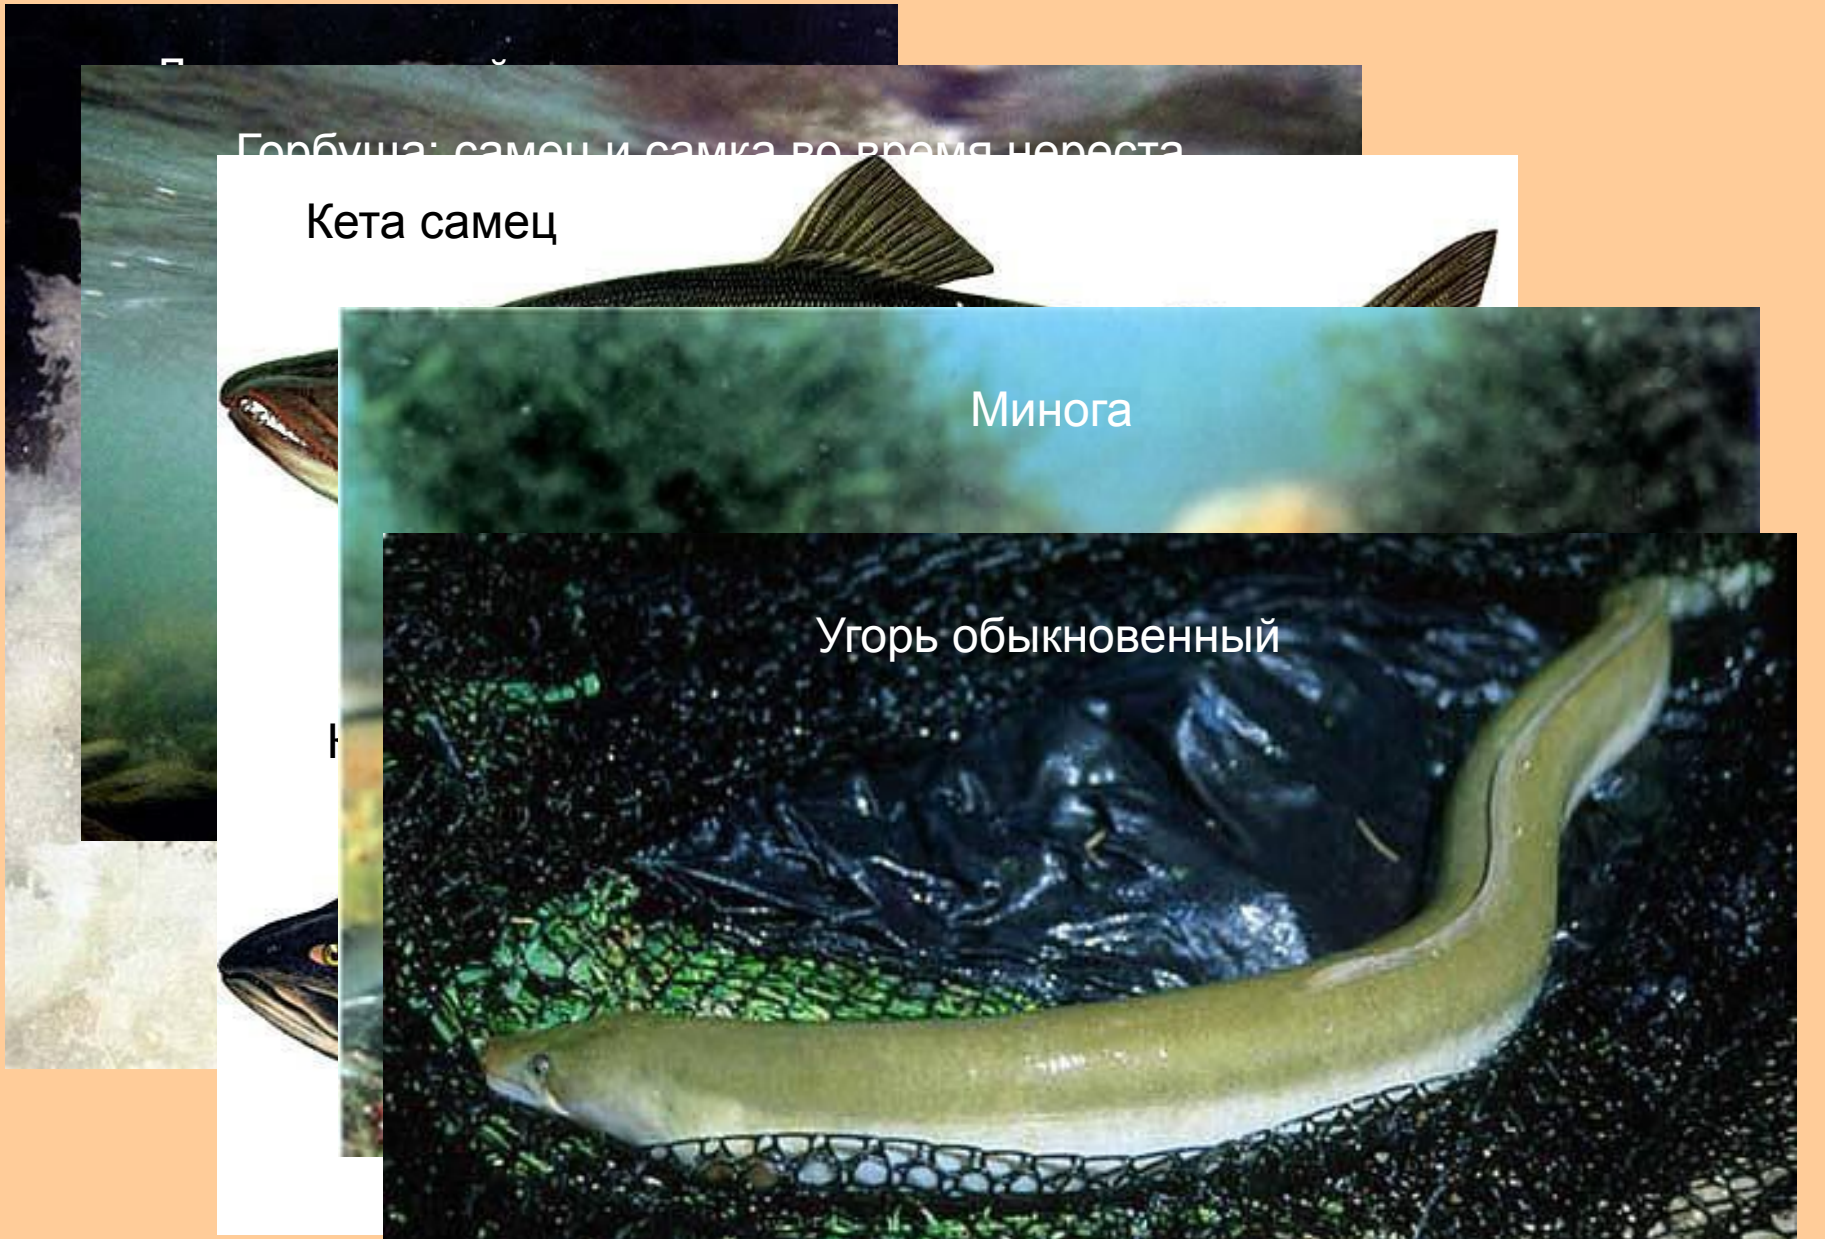 Горбуша: самец и самка во время нереста
Кета самец
Минога
Угорь обыкновенный